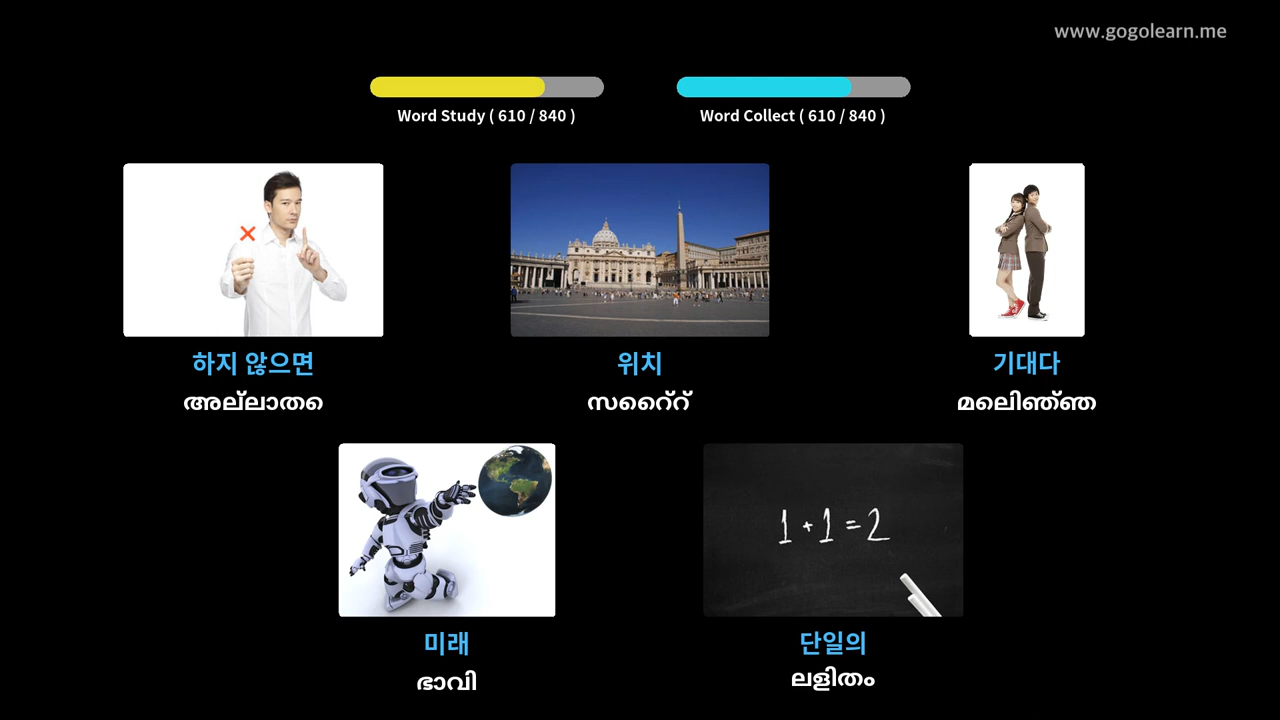 www.gogolearn.me
Word Study ( 610 / 840 )
Word Collect ( 610 / 840 )
하지 않으면
അല്ലാതെ
위치
സൈറ്റ്
기대다
മെലിഞ്ഞ
1 + 1 = 2
미래
ഭാവി
단일의
ലളിതം